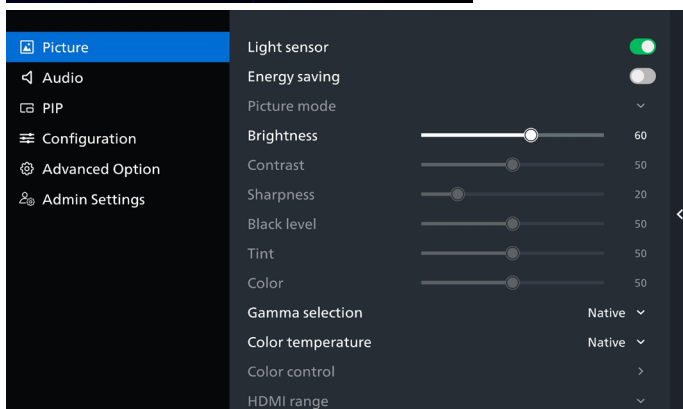 Picture
Audio
PIP
Configuration
Advanced Option
Admin Settings
Light sensor
Energy saving
Picture mode
Brightness 60
Contrast 50
Sharpness 20
Black level 50
Tint 50
Color 50
Gamma selection Native
Color temperature Native
Color control
HDMI range